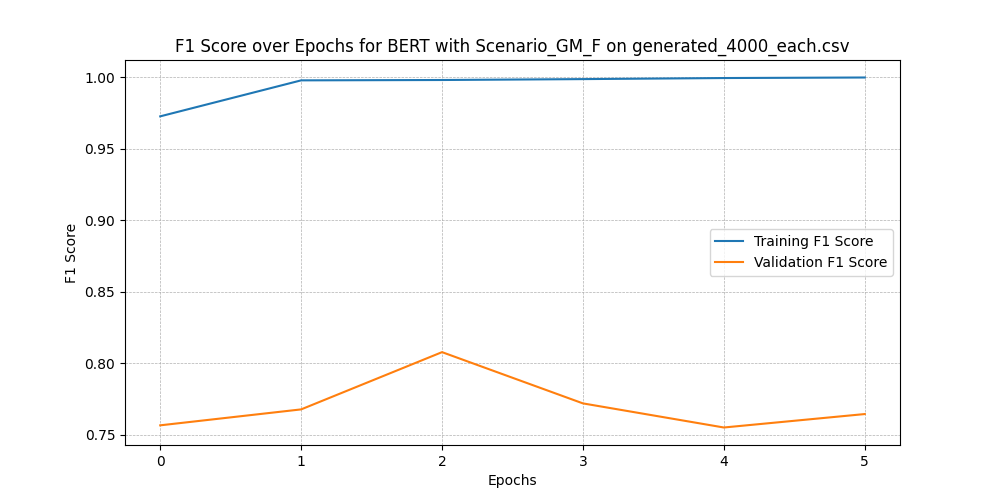 F1 Score over Epochs for BERT with Scenario_GM_F on generated_4000_each.csv
1.00
0.95
0.90
0.85
0.80
0.75
F1 Score
Training F1 Score
Validation F1 Score
0 1 2 3 4 5
Epochs